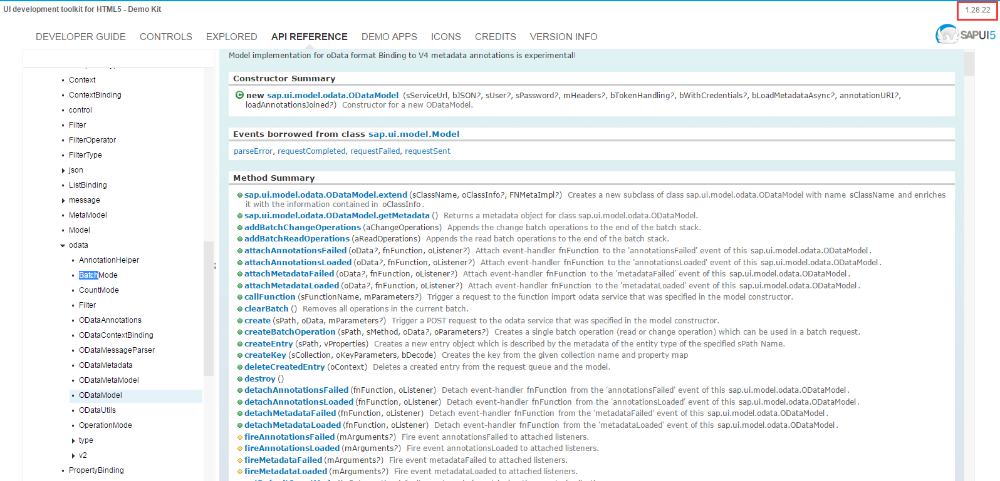 UI development toolkit for HTML5 - Demo Kit
1.28.22
DEVELOPER GUIDE CONTROLS EXPLORED API REFERENCE DEMO APPS ICONS CREDITS VERSION INFO
SAPUI5
Context
ContextBinding
control
Filter
FilterOperator
FilterType
json
ListBinding
message
MetaModel
Model
odata
AnnotationHelper
BatchMode
CountMode
Filter
ODataAnnotations
ODataContextBinding
ODataMessageParser
ODataMetadata
ODataMetaModel
ODataModel
ODataUtils
OperationMode
type
v2
PropertyBinding
Model implementation for oData format Binding to V4 metadata annotations is experimental!
Constructor Summary
new sap.ui.model.odata.ODataModel (sServiceUrl, bJSON?, sUser?, sPassword?, mHeaders?, bTokenHandling?, bWithCredentials?, bLoadMetadataAsync?, annotationURI?,
loadAnnotationsJoined?) Constructor for a new ODataModel.
Events borrowed from class sap.ui.model.Model
parseError, requestCompleted, requestFailed, requestSent
Method Summary
sap.ui.model.odata.ODataModel.extend (sClassName, oClassInfo?, FNMetaImpl?) Creates a new subclass of class sap.ui.model.odata.ODataModel with name sClassName and enriches
it with the information contained in oClassInfo.
sap.ui.model.odata.ODataModel.getMetadata () Returns a metadata object for class sap.ui.model.odata.ODataModel.
addBatchChangeOperations (aChangeOperations) Appends the change batch operations to the end of the batch stack.
addBatchReadOperations (aReadOperations) Appends the read batch operations to the end of the batch stack.
attachAnnotationsFailed (oData?, fnFunction, oListener?) Attach event-handler fnFunction to the 'annotationsFailed' event of this sap.ui.model.odata.ODataModel.
attachAnnotationsLoaded (oData?, fnFunction, oListener?) Attach event-handler fnFunction to the 'annotationsLoaded' event of this sap.ui.model.odata.ODataModel.
attachMetadataFailed (oData?, fnFunction, oListener?) Attach event-handler fnFunction to the 'metadataFailed' event of this sap.ui.model.odata.ODataModel.
attachMetadataLoaded (oData?, fnFunction, oListener?) Attach event-handler fnFunction to the 'metadataLoaded' event of this sap.ui.model.odata.ODataModel.
callFunction (sFunctionName, mParameters?) Trigger a request to the function import odata service that was specified in the model constructor.
clearBatch () Removes all operations in the current batch.
create (sPath, oData, mParameters?) Trigger a POST request to the odata service that was specified in the model constructor.
createBatchOperation (sPath, sMethod, oData?, oParameters?) Creates a single batch operation (read or change operation) which can be used in a batch request.
createEntry (sPath, vProperties) Creates a new entry object which is described by the metadata of the entity type of the specified sPath Name.
createKey (sCollection, oKeyParameters, bDecode) Creates the key from the given collection name and property map
deleteCreatedEntry (oContext) Deletes a created entry from the request queue and the model.
destroy ()
detachAnnotationsFailed (fnFunction, oListener) Detach event-handler fnFunction from the 'annotationsFailed' event of this sap.ui.model.odata.ODataModel.
detachAnnotationsLoaded (fnFunction, oListener) Detach event-handler fnFunction from the 'annotationsLoaded' event of this sap.ui.model.odata.ODataModel.
detachMetadataFailed (fnFunction, oListener) Detach event-handler fnFunction from the 'metadataFailed' event of this sap.ui.model.odata.ODataModel.
detachMetadataLoaded (fnFunction, oListener) Detach event-handler fnFunction from the 'metadataLoaded' event of this sap.ui.model.odata.ODataModel.
fireAnnotationsFailed (mArguments?) Fire event annotationsFailed to attached listeners.
fireAnnotationsLoaded (mArguments?) Fire event annotationsLoaded to attached listeners.
fireMetadataFailed (mArguments?) Fire event metadataFailed to attached listeners.
fireMetadataLoaded (mArguments?) Fire event metadataLoaded to attached listeners.